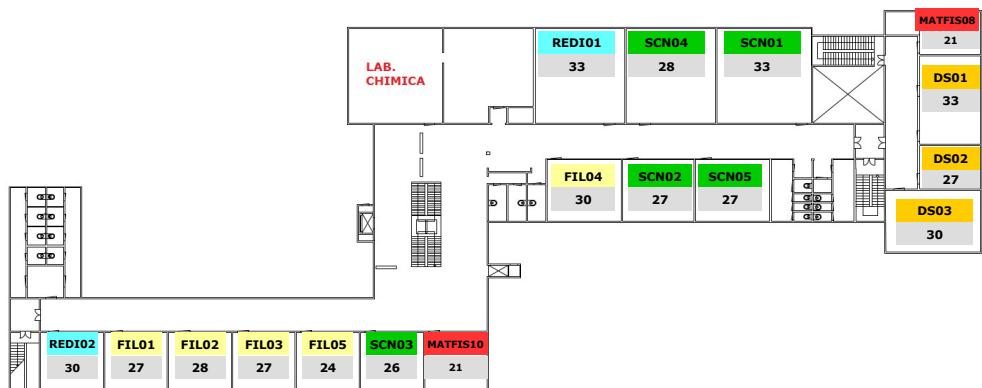 MATFIS08
21
REDI01
33
SCN04
28
SCN01
33
LAB.
CHIMICA
DS01
33
DS02
27
FIL04
30
SCN02
27
SCN05
27
DS03
30
REDI02
30
FIL01
27
FIL02
28
FIL03
27
FIL05
24
SCN03
26
MATFIS10
21